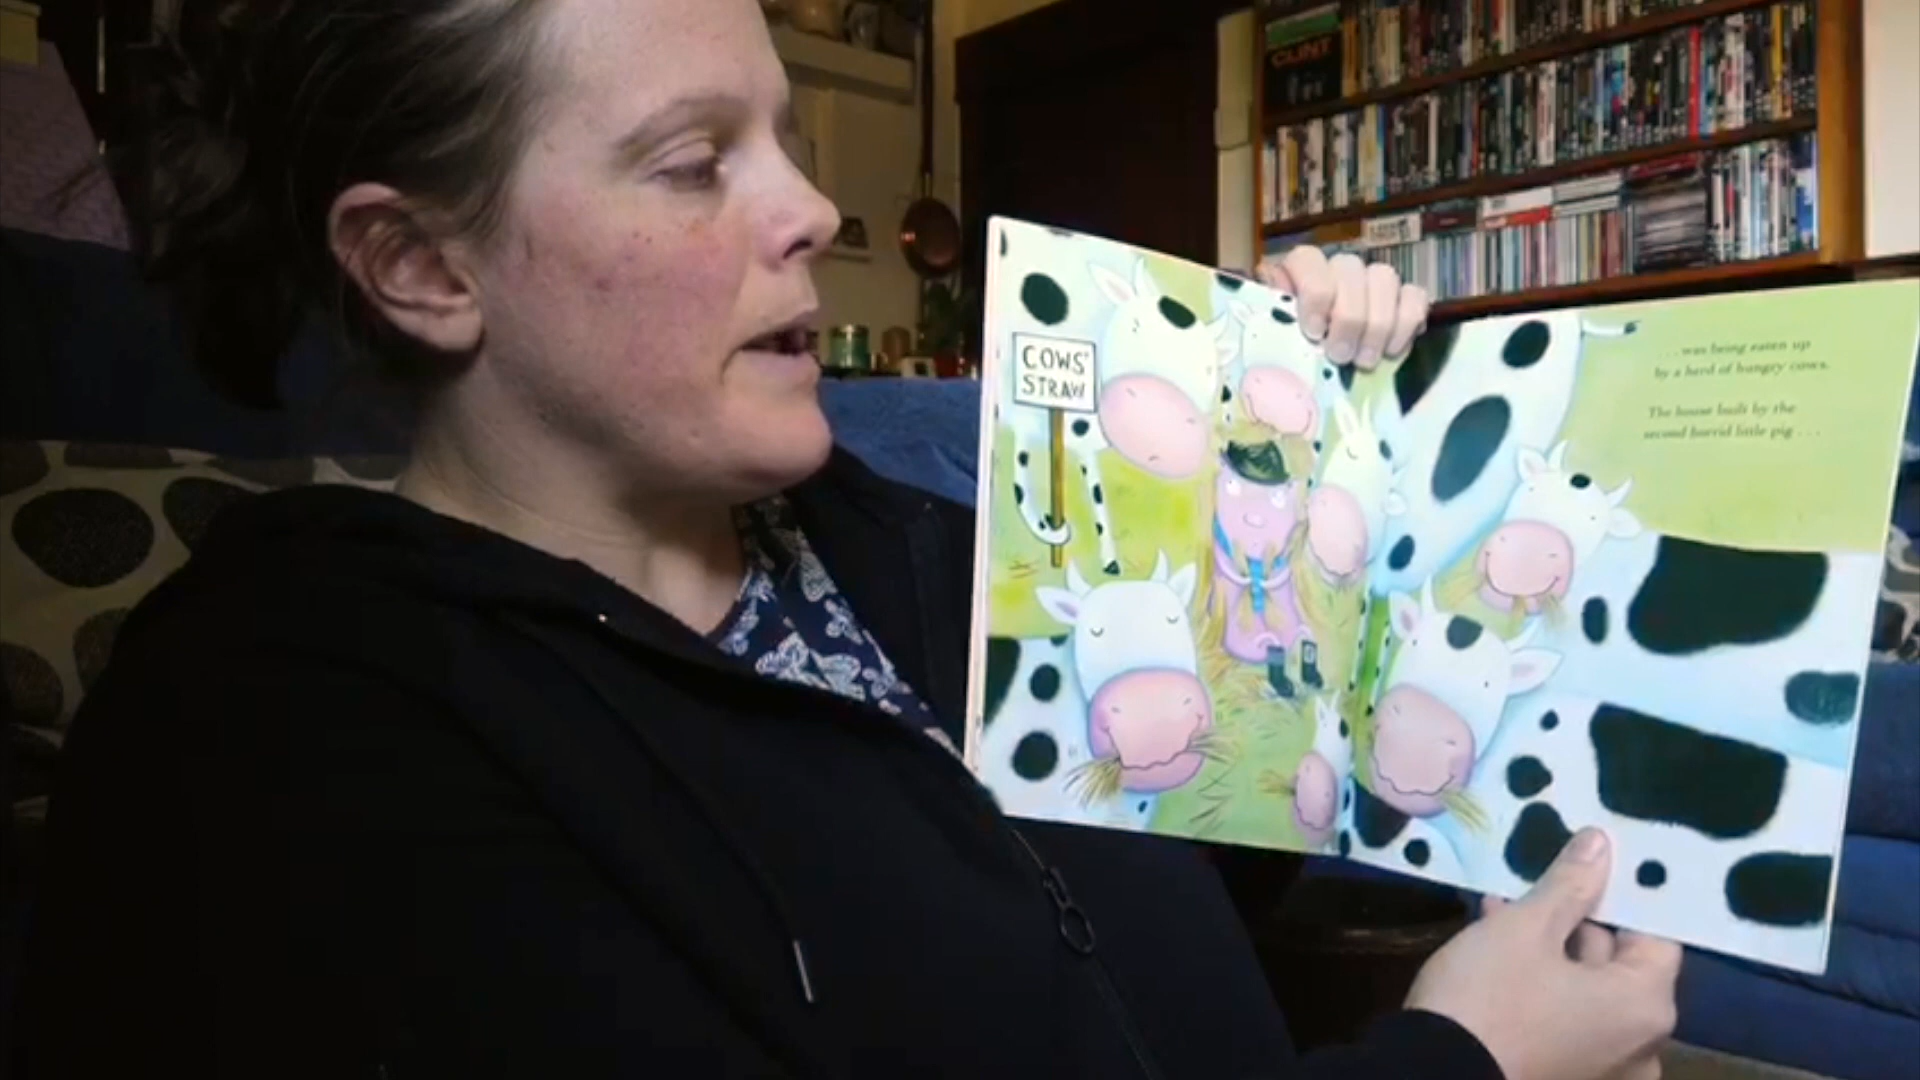 CLINT
COWS'
STRAW
. . . was being eaten up
by a herd of hungry cows.
The house built by the
second horrid little pig . . .